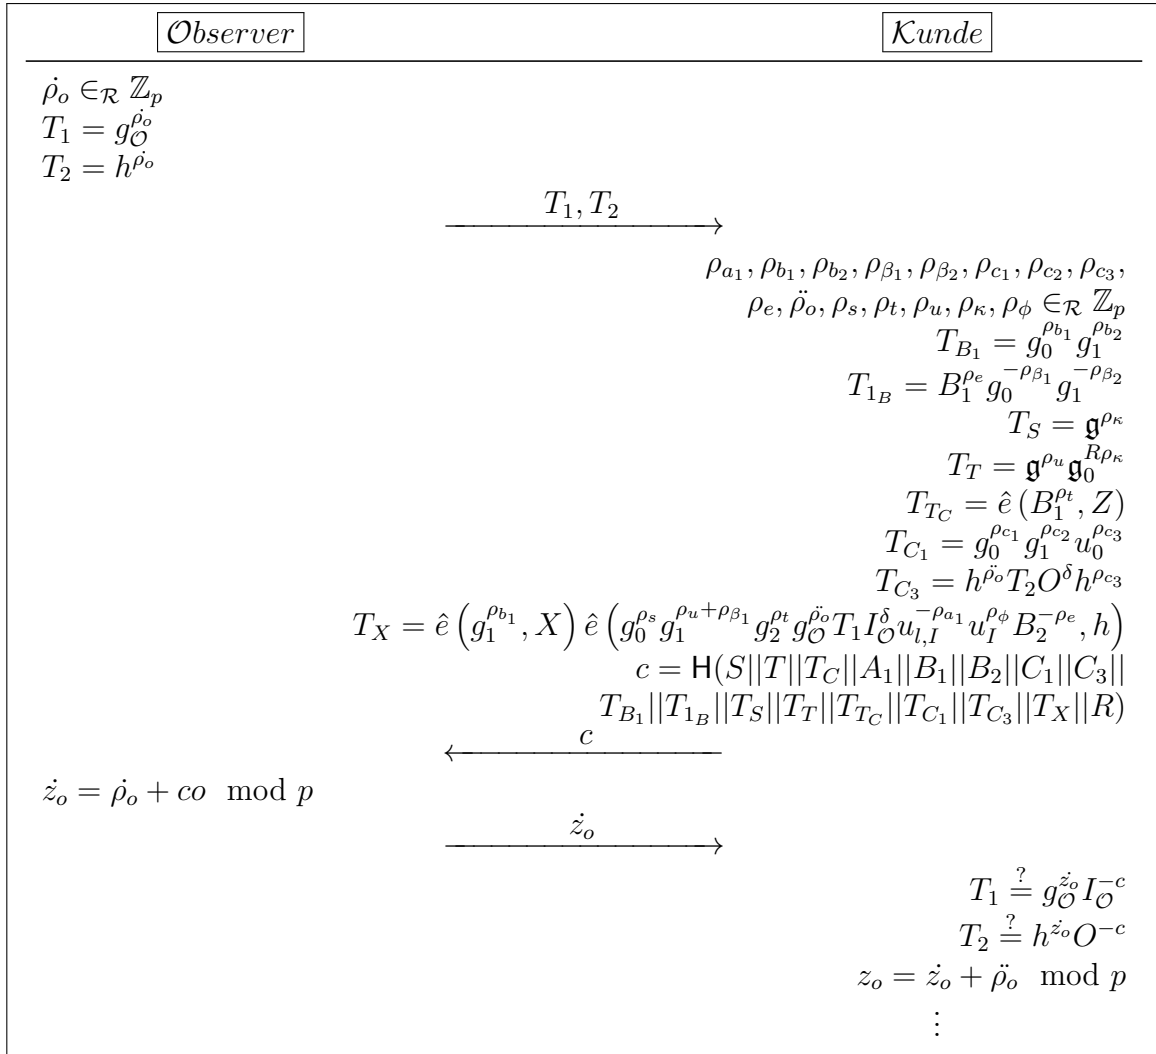 𝒪bserver 𝒦unde
ρ̇_o ∈_ℛ ℤ_p
T_1 = g_𝒪^{ρ̇_o}
T_2 = h^{ρ̇_o}
T_1, T_2
ρ_{a_1}, ρ_{b_1}, ρ_{b_2}, ρ_{β_1}, ρ_{β_2}, ρ_{c_1}, ρ_{c_2}, ρ_{c_3},
ρ_e, ρ̈_o, ρ_s, ρ_t, ρ_u, ρ_κ, ρ_ϕ ∈_ℛ ℤ_p
T_{B_1} = g_0^{ρ_{b_1}} g_1^{ρ_{b_2}}
T_{1_B} = B_1^{ρ_e} g_0^{-ρ_{β_1}} g_1^{-ρ_{β_2}}
T_S = 𝔤^{ρ_κ}
T_T = 𝔤^{ρ_u} 𝔤_0^{Rρ_κ}
T_{T_C} = ê (B_1^{ρ_t}, Z)
T_{C_1} = g_0^{ρ_{c_1}} g_1^{ρ_{c_2}} u_0^{ρ_{c_3}}
T_{C_3} = h^{ρ̈_o} T_2 O^δ h^{ρ_{c_3}}
T_X = ê (g_1^{ρ_{b_1}}, X) ê (g_0^{ρ_s} g_1^{ρ_u+ρ_{β_1}} g_2^{ρ_t} g_𝒪^{ρ̈_o} T_1 I_𝒪^δ u_{l,I}^{-ρ_{a_1}} u_I^{ρ_ϕ} B_2^{-ρ_e}, h)
c = H(S||T||T_C||A_1||B_1||B_2||C_1||C_3||
T_{B_1}||T_{1_B}||T_S||T_T||T_{T_C}||T_{C_1}||T_{C_3}||T_X||R)
c
ż_o = ρ̇_o + co mod p
ż_o
T_1 ≟ g_𝒪^{ż_o} I_𝒪^{-c}
T_2 ≟ h^{ż_o} O^{-c}
z_o = ż_o + ρ̈_o mod p
⋮